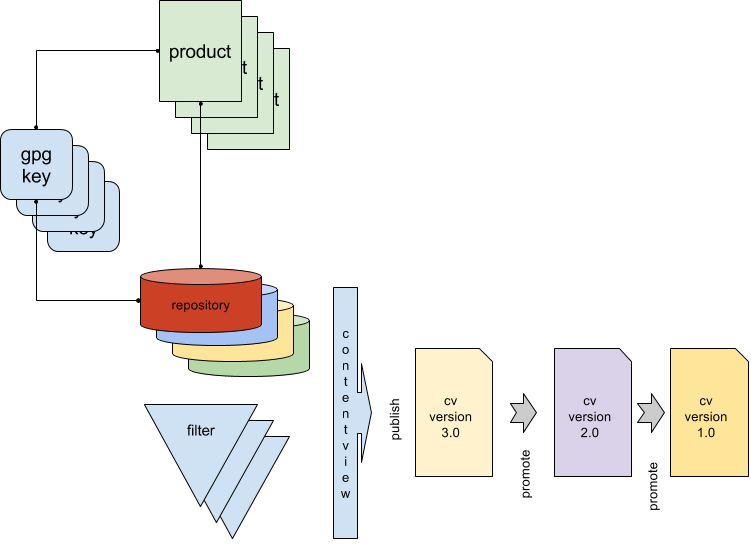 product
t
t
t
gpg
key
key
repository
filter
contentview
publish
cv
version
3.0
promote
cv
version
2.0
promote
cv
version
1.0